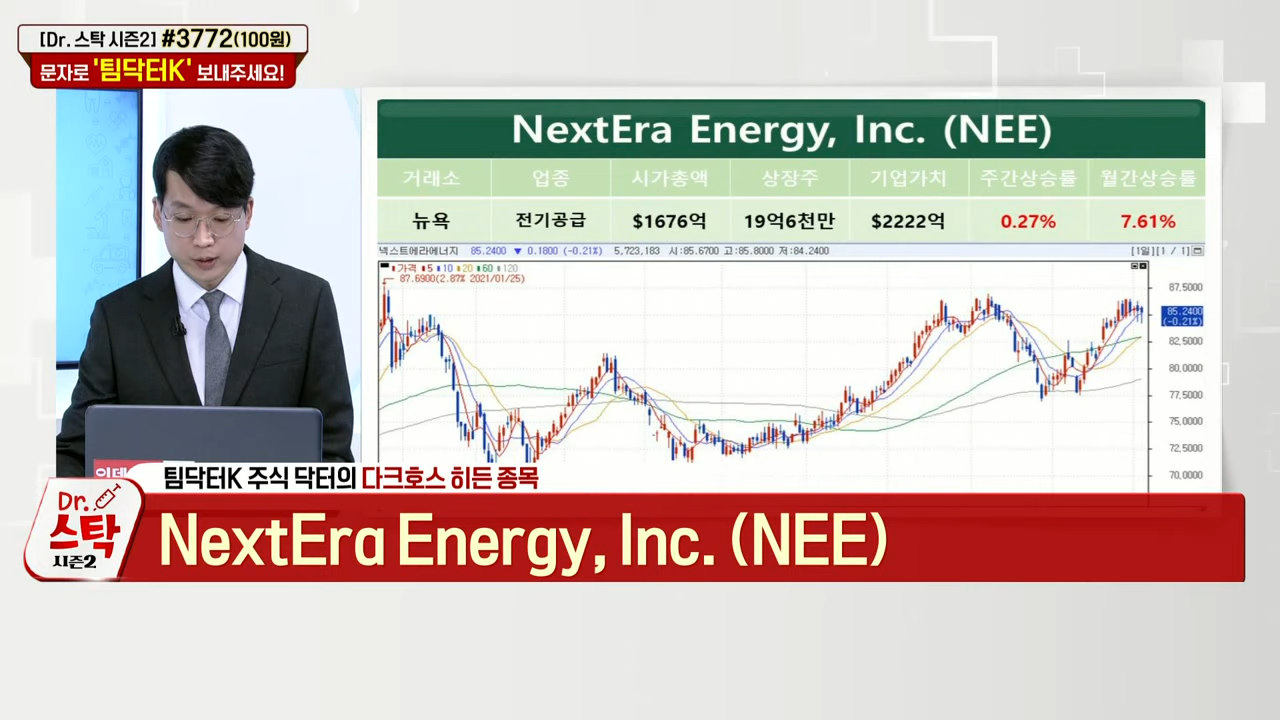 [Dr. 스탁 시즌2] #3772(100원)
문자로 '팀닥터K' 보내주세요!
NextEra Energy, Inc. (NEE)
거래소 업종 시가총액 상장주 기업가치 주간상승률 월간상승률
뉴욕 전기공급 $1676억 19억6천만 $2222억 0.27% 7.61%
넥스트에라에너지 85.2400 ▼ 0.1800 (-0.21%) 5,723,183 시:85.6700 고:85.8000 저:84.2400 [1일][1 / 1]
가격 5 10 20 60 120
87.6900(2.87% 2021/01/25)
87.5000
85.2400
(-0.21%)
82.5000
80.0000
77.5000
75.0000
72.5000
70.0000
팀닥터K 주식 닥터의 다크호스 히든 종목
Dr.
스탁
시즌2
NextEra Energy, Inc. (NEE)